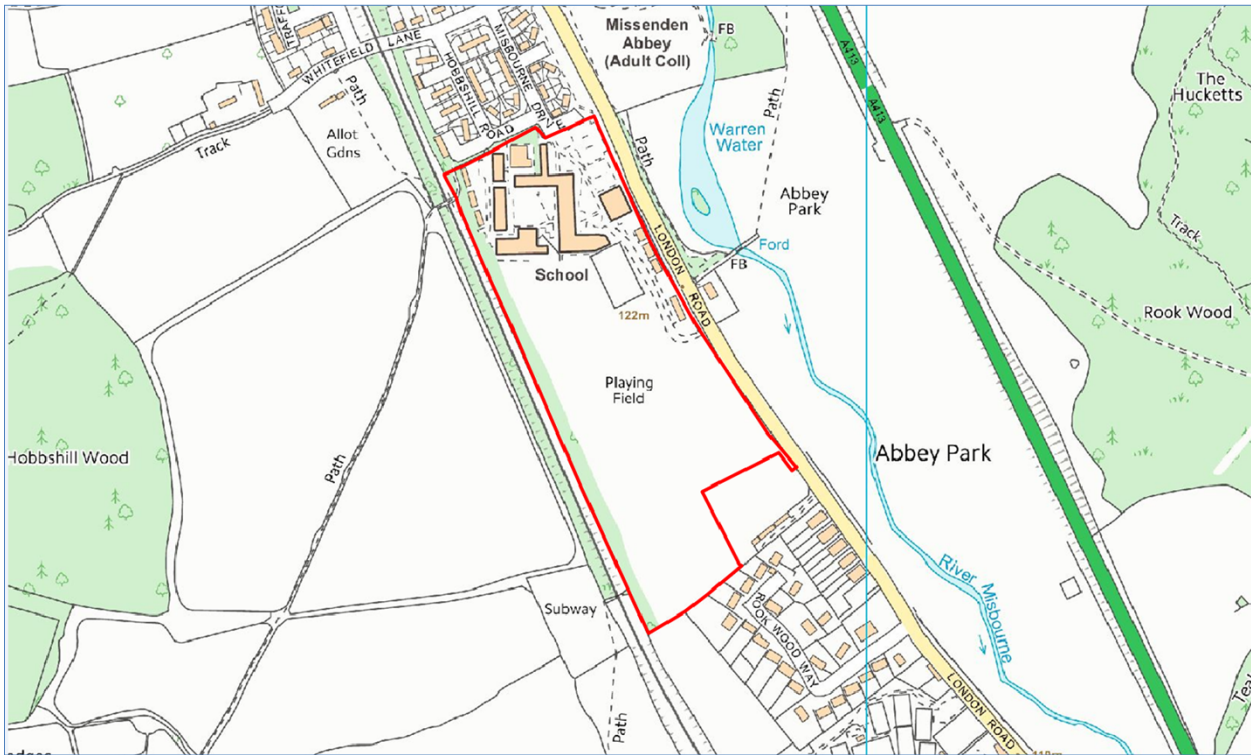 TRAFF
WHITEFIELD LANE
MISBOURNE DRIVE
HOBBSHILL
ROAD
Missenden
Abbey
(Adult Coll)
FB
A413
A413
The
Hucketts
Path
Allot
Gdns
Track
Path
Warren
Water
Path
Abbey
Park
Track
LONDON
ROAD
Ford
FB
School
122m
Rook Wood
Playing
Field
Hobbshill Wood
Path
Abbey Park
River Misbourne
Subway
ROOK WOOD WAY
LONDON ROAD
Path